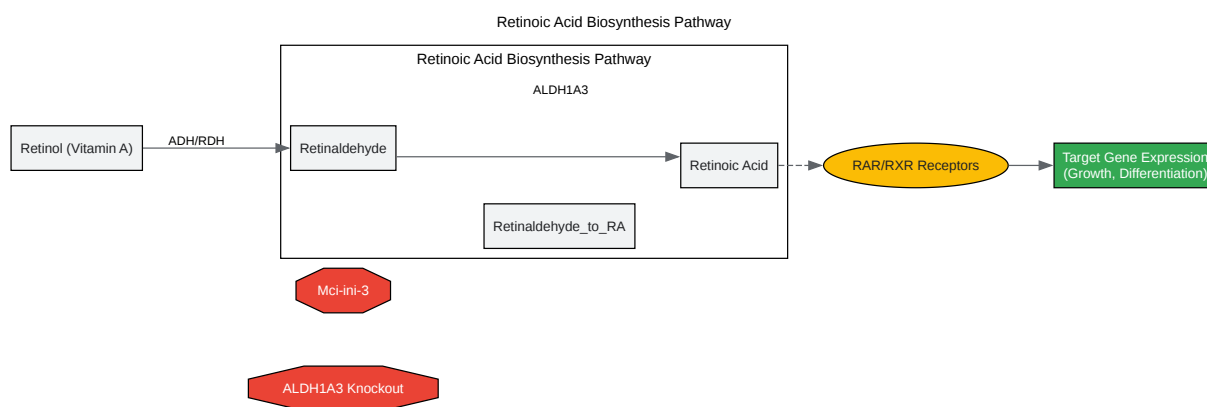 Retinoic Acid Biosynthesis Pathway
Retinoic Acid Biosynthesis Pathway
ALDH1A3
Retinol (Vitamin A)
ADH/RDH
Retinaldehyde
Retinoic Acid
RAR/RXR Receptors
Target Gene Expression
(Growth, Differentiation)
Retinaldehyde_to_RA
Mci-ini-3
ALDH1A3 Knockout